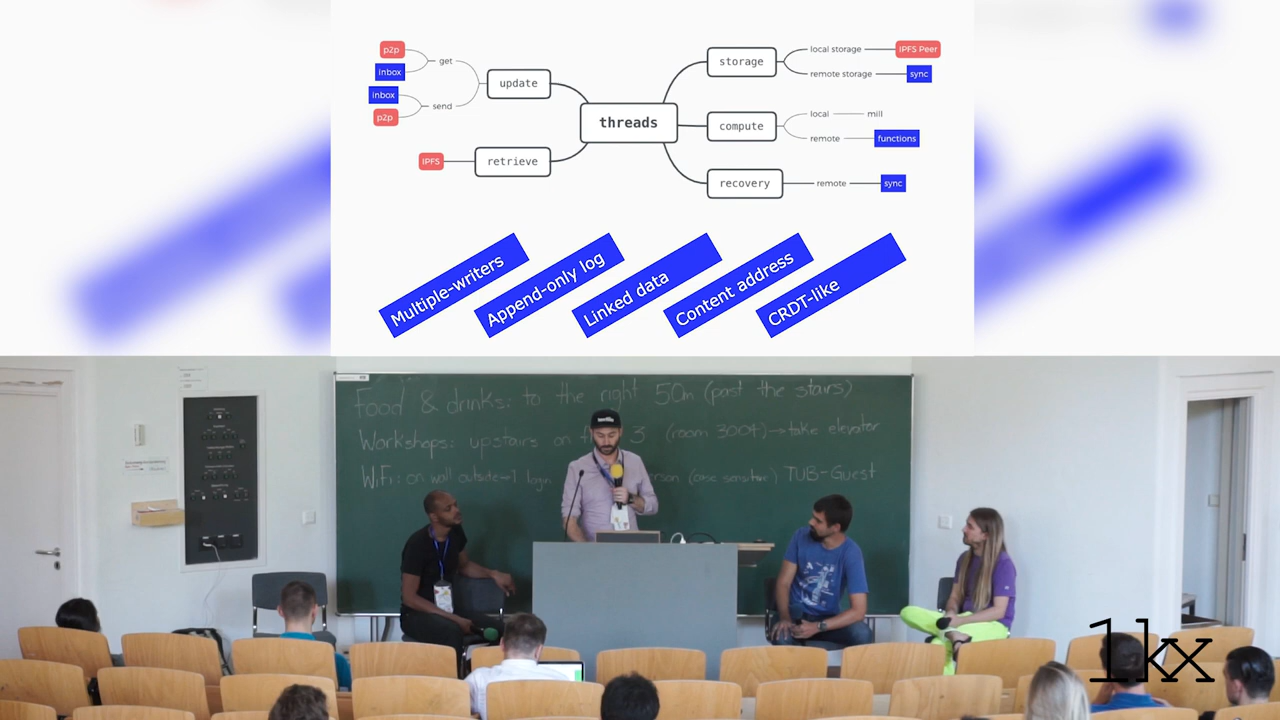 p2p
inbox
get
inbox
send
p2p
update
IPFS
retrieve
threads
storage
local storage
IPFS Peer
remote storage
sync
compute
local
mill
remote
functions
recovery
remote
sync
Multiple-writers
Append-only log
Linked data
Content address
CRDT-like
Food & drinks: to the right 50m (past the stairs)
Workshops: upstairs on 3 (room 3004) → take elevator
WiFi: on wall outside → login (case sensitive) TUB-Guest
1kx